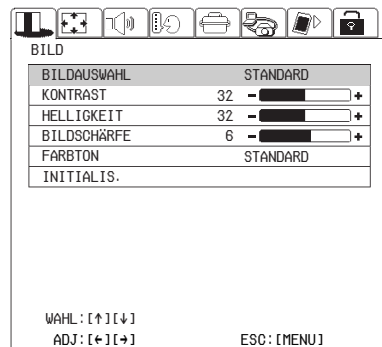 BILD
BILDAUSWAHL STANDARD
KONTRAST 32 - +
HELLIGKEIT 32 - +
BILDSCHÄRFE 6 - +
FARBTON STANDARD
INITIALIS.
WAHL:[↑][↓]
ADJ:[←][→] ESC:[MENU]